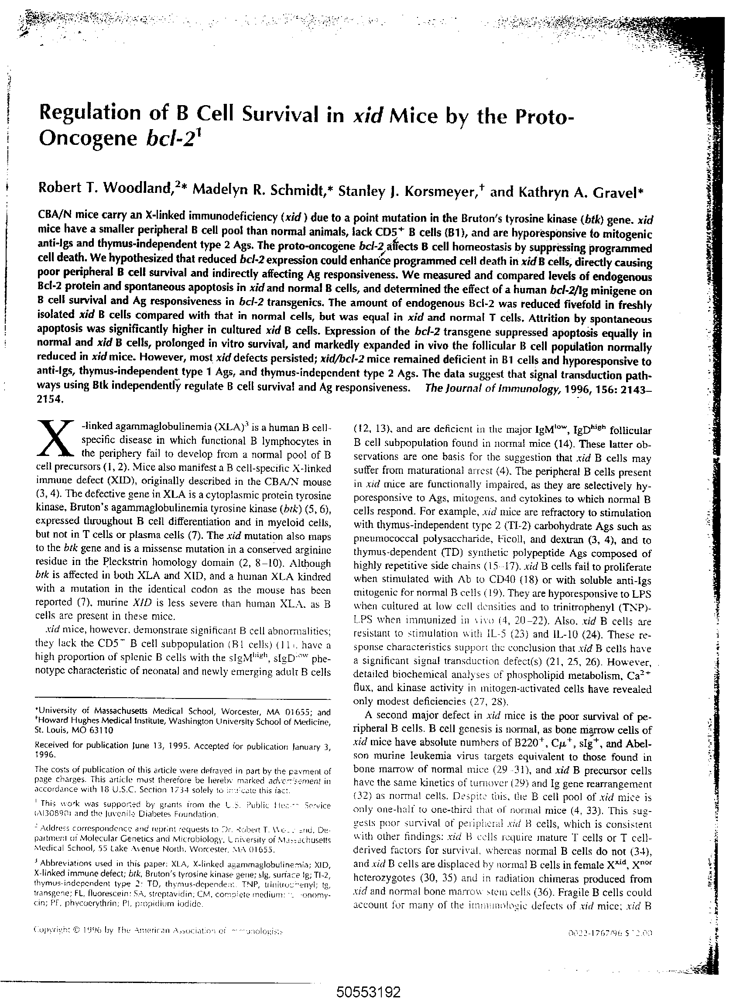 Regulation of B Cell Survival in xid Mice by the Proto-
Oncogene bcl-2¹
Robert T. Woodland,²* Madelyn R. Schmidt,* Stanley J. Korsmeyer,† and Kathryn A. Gravel*
CBA/N mice carry an X-linked immunodeficiency (xid) due to a point mutation in the Bruton's tyrosine kinase (btk) gene. xid
mice have a smaller peripheral B cell pool than normal animals, lack CD5⁺ B cells (B1), and are hyporesponsive to mitogenic
anti-Igs and thymus-independent type 2 Ags. The proto-oncogene bcl-2 affects B cell homeostasis by suppressing programmed
cell death. We hypothesized that reduced bcl-2 expression could enhance programmed cell death in xid B cells, directly causing
poor peripheral B cell survival and indirectly affecting Ag responsiveness. We measured and compared levels of endogenous
Bcl-2 protein and spontaneous apoptosis in xid and normal B cells, and determined the effect of a human bcl-2/Ig minigene on
B cell survival and Ag responsiveness in bcl-2 transgenics. The amount of endogenous Bcl-2 was reduced fivefold in freshly
isolated xid B cells compared with that in normal cells, but was equal in xid and normal T cells. Attrition by spontaneous
apoptosis was significantly higher in cultured xid B cells. Expression of the bcl-2 transgene suppressed apoptosis equally in
normal and xid B cells, prolonged in vitro survival, and markedly expanded in vivo the follicular B cell population normally
reduced in xid mice. However, most xid defects persisted; xid/bcl-2 mice remained deficient in B1 cells and hyporesponsive to
anti-Igs, thymus-independent type 1 Ags, and thymus-independent type 2 Ags. The data suggest that signal transduction path-
ways using Btk independently regulate B cell survival and Ag responsiveness. The Journal of Immunology, 1996, 156: 2143–
2154.
X-linked agammaglobulinemia (XLA)³ is a human B cell-
specific disease in which functional B lymphocytes in
the periphery fail to develop from a normal pool of B
cell precursors (1, 2). Mice also manifest a B cell-specific X-linked
immune defect (XID), originally described in the CBA/N mouse
(3, 4). The defective gene in XLA is a cytoplasmic protein tyrosine
kinase, Bruton's agammaglobulinemia tyrosine kinase (btk) (5, 6),
expressed throughout B cell differentiation and in myeloid cells,
but not in T cells or plasma cells (7). The xid mutation also maps
to the btk gene and is a missense mutation in a conserved arginine
residue in the Pleckstrin homology domain (2, 8–10). Although
btk is affected in both XLA and XID, and a human XLA kindred
with a mutation in the identical codon as the mouse has been
reported (7), murine XID is less severe than human XLA, as B
cells are present in these mice.
xid mice, however, demonstrate significant B cell abnormalities;
they lack the CD5⁺ B cell subpopulation (B1 cells) (11), have a
high proportion of splenic B cells with the sIgMhigh, sIgDlow phe-
notype characteristic of neonatal and newly emerging adult B cells
*University of Massachusetts Medical School, Worcester, MA 01655; and
†Howard Hughes Medical Institute, Washington University School of Medicine,
St. Louis, MO 63110
Received for publication June 13, 1995. Accepted for publication January 3,
1996.
The costs of publication of this article were defrayed in part by the payment of
page charges. This article must therefore be hereby marked advertisement in
accordance with 18 U.S.C. Section 1734 solely to indicate this fact.
¹ This work was supported by grants from the U.S. Public Health Service
(AI30890) and the Juvenile Diabetes Foundation.
² Address correspondence and reprint requests to Dr. Robert T. Woodland, De-
partment of Molecular Genetics and Microbiology, University of Massachusetts
Medical School, 55 Lake Avenue North, Worcester, MA 01655.
³ Abbreviations used in this paper: XLA, X-linked agammaglobulinemia; XID,
X-linked immune defect; btk, Bruton's tyrosine kinase gene; sIg, surface Ig; TI-2,
thymus-independent type 2; TD, thymus-dependent; TNP, trinitrophenyl; tg,
transgene; FL, fluorescein; SA, streptavidin; CM, complete medium; ionomy-
cin; PE, phycoerythrin; PI, propidium iodide.
Copyright © 1996 by The American Association of Immunologists
(12, 13), and are deficient in the major IgMlow, IgDhigh follicular
B cell subpopulation found in normal mice (14). These latter ob-
servations are one basis for the suggestion that xid B cells may
suffer from maturational arrest (4). The peripheral B cells present
in xid mice are functionally impaired, as they are selectively hy-
poresponsive to Ags, mitogens, and cytokines to which normal B
cells respond. For example, xid mice are refractory to stimulation
with thymus-independent type 2 (TI-2) carbohydrate Ags such as
pneumococcal polysaccharide, Ficoll, and dextran (3, 4), and to
thymus-dependent (TD) synthetic polypeptide Ags composed of
highly repetitive side chains (15–17). xid B cells fail to proliferate
when stimulated with Ab to CD40 (18) or with soluble anti-Igs
mitogenic for normal B cells (19). They are hyporesponsive to LPS
when cultured at low cell densities and to trinitrophenyl (TNP)-
LPS when immunized in vivo (4, 20–22). Also, xid B cells are
resistant to stimulation with IL-5 (23) and IL-10 (24). These re-
sponse characteristics support the conclusion that xid B cells have
a significant signal transduction defect(s) (21, 25, 26). However,
detailed biochemical analyses of phospholipid metabolism, Ca²⁺
flux, and kinase activity in mitogen-activated cells have revealed
only modest deficiencies (27, 28).
A second major defect in xid mice is the poor survival of pe-
ripheral B cells. B cell genesis is normal, as bone marrow cells of
xid mice have absolute numbers of B220⁺, Cμ⁺, sIg⁺, and Abel-
son murine leukemia virus targets equivalent to those found in
bone marrow of normal mice (29–31), and xid B precursor cells
have the same kinetics of turnover (29) and Ig gene rearrangement
(32) as normal cells. Despite this, the B cell pool of xid mice is
only one-half to one-third that of normal mice (4, 33). This sug-
gests poor survival of peripheral xid B cells, which is consistent
with other findings: xid B cells require mature T cells or T cell-
derived factors for survival, whereas normal B cells do not (34),
and xid B cells are displaced by normal B cells in female Xxid, Xnor
heterozygotes (30, 35) and in radiation chimeras produced from
xid and normal bone marrow stem cells (36). Fragile B cells could
account for many of the immunologic defects of xid mice; xid B
0022-1767/96/$02.00
50553192